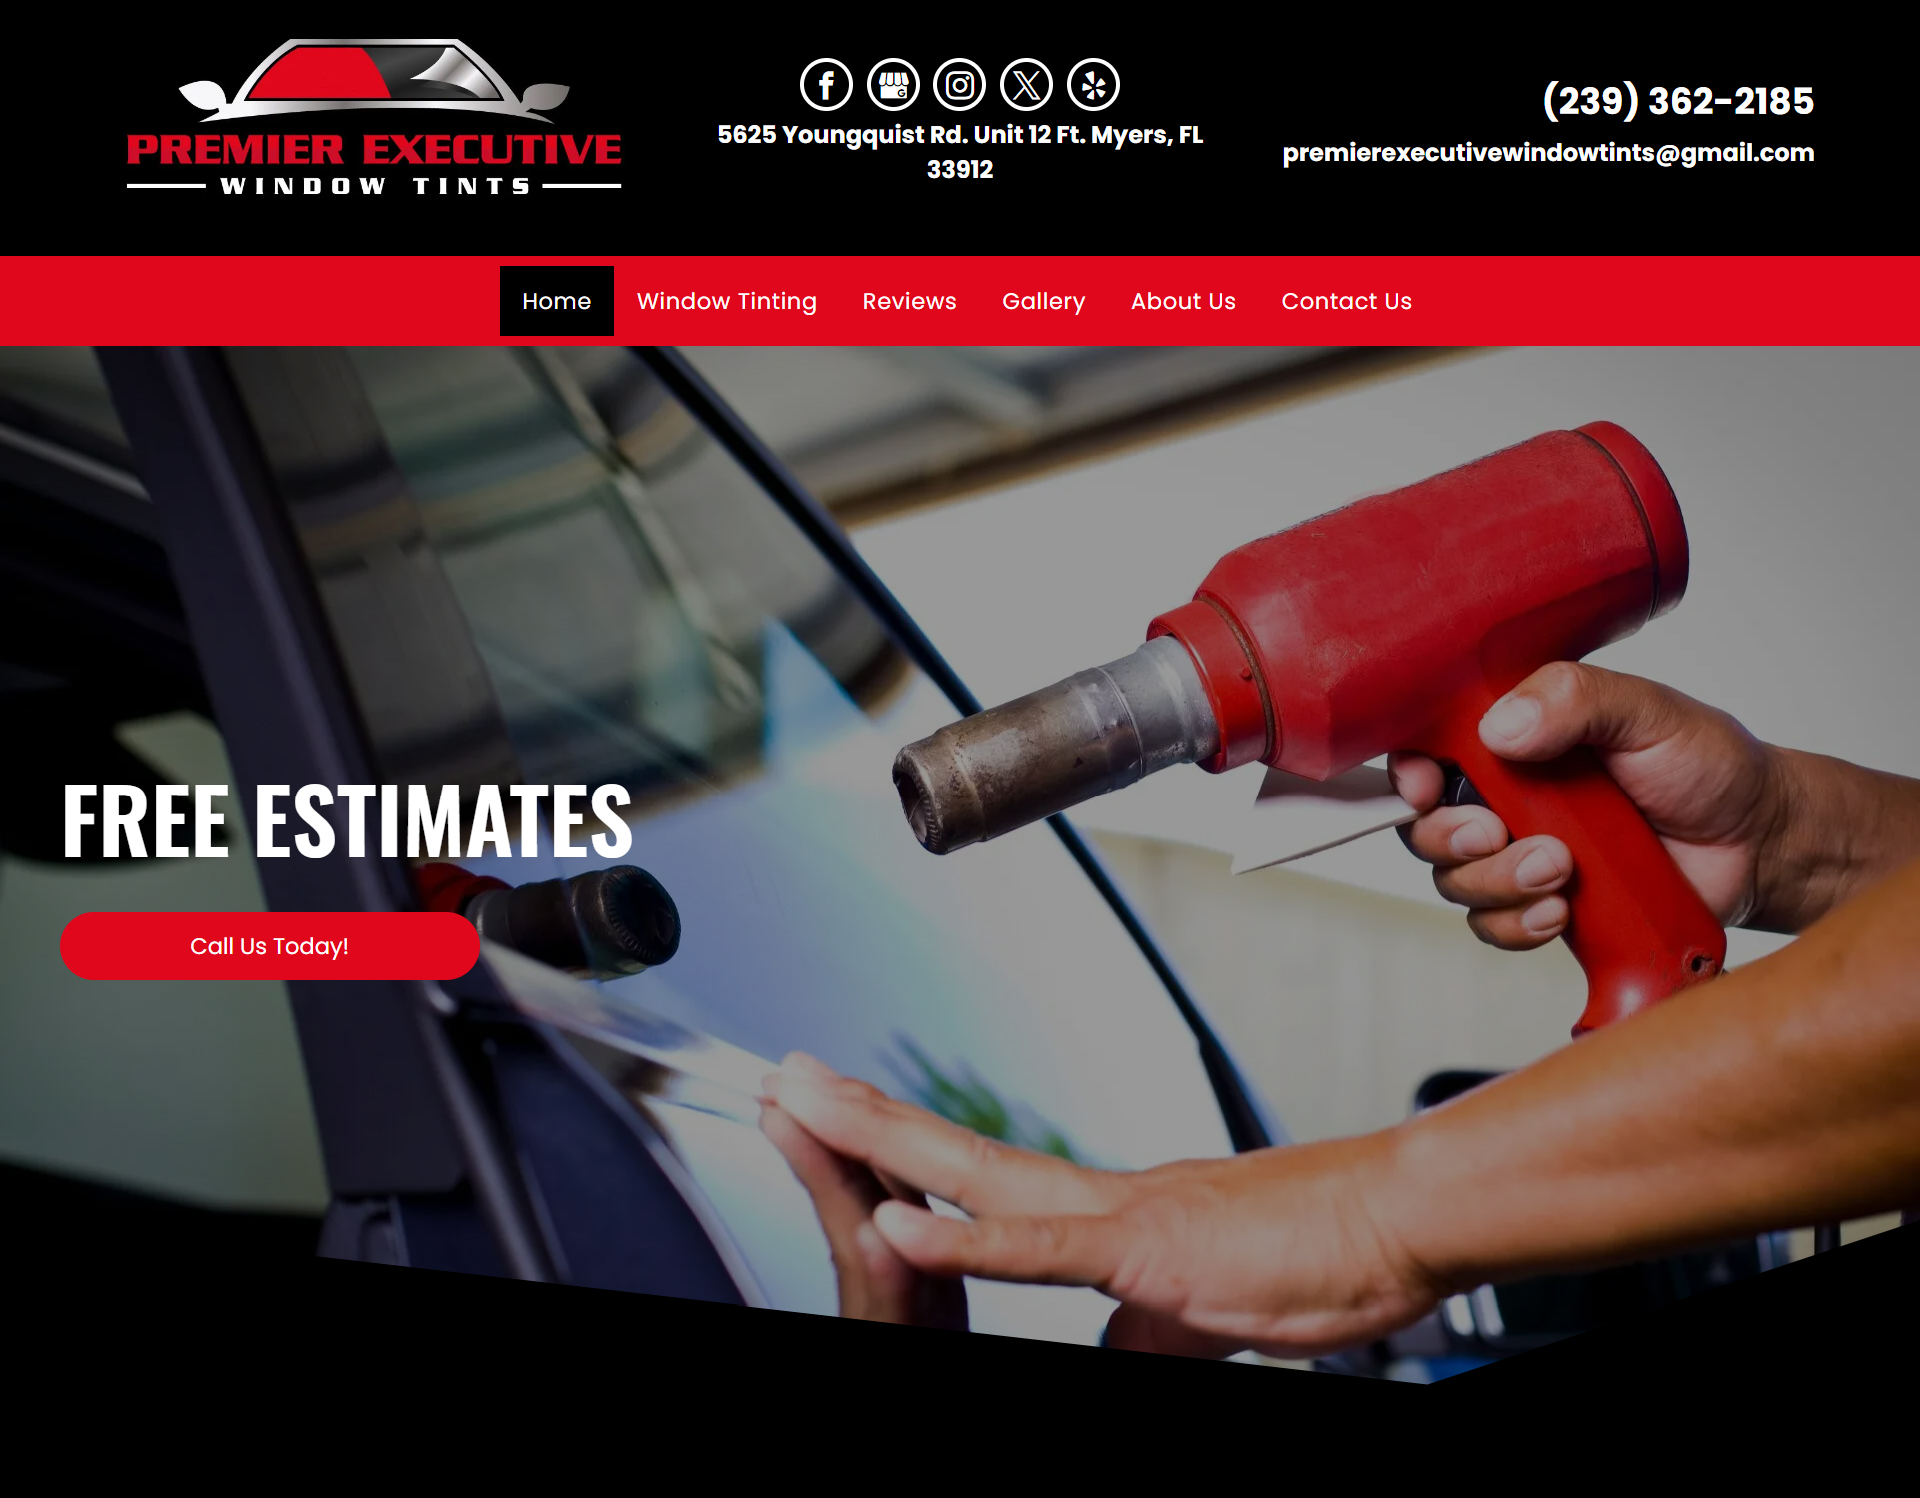 PREMIER EXECUTIVE
WINDOW TINTS
5625 Youngquist Rd. Unit 12 Ft. Myers, FL
33912
(239) 362-2185
premierexecutivewindowtints@gmail.com
Home
Window Tinting
Reviews
Gallery
About Us
Contact Us
FREE ESTIMATES
Call Us Today!